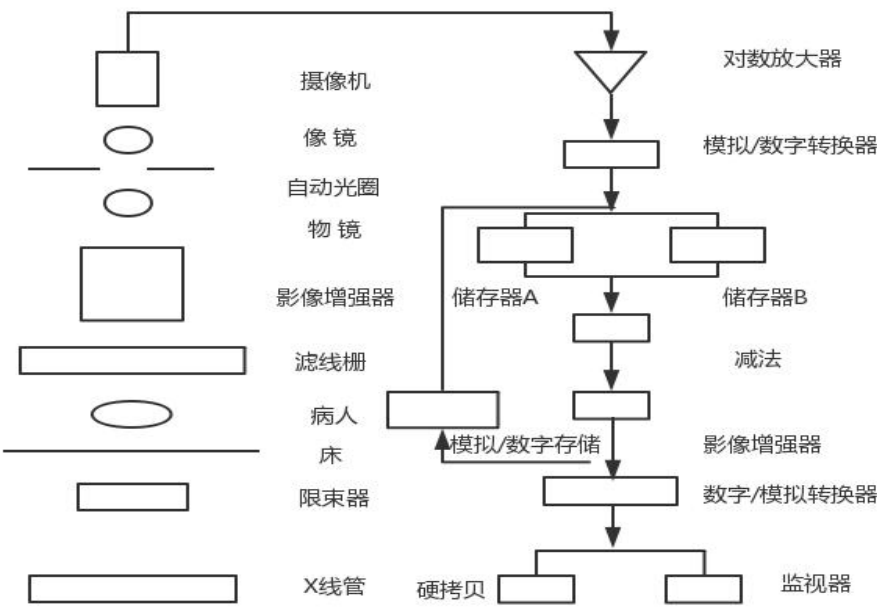 摄像机
像 镜
自动光圈
物 镜
影像增强器
滤线栅
病人
床
限束器
X线管
对数放大器
模拟/数字转换器
储存器A
储存器B
减法
模拟/数字存储
影像增强器
数字/模拟转换器
硬拷贝
监视器